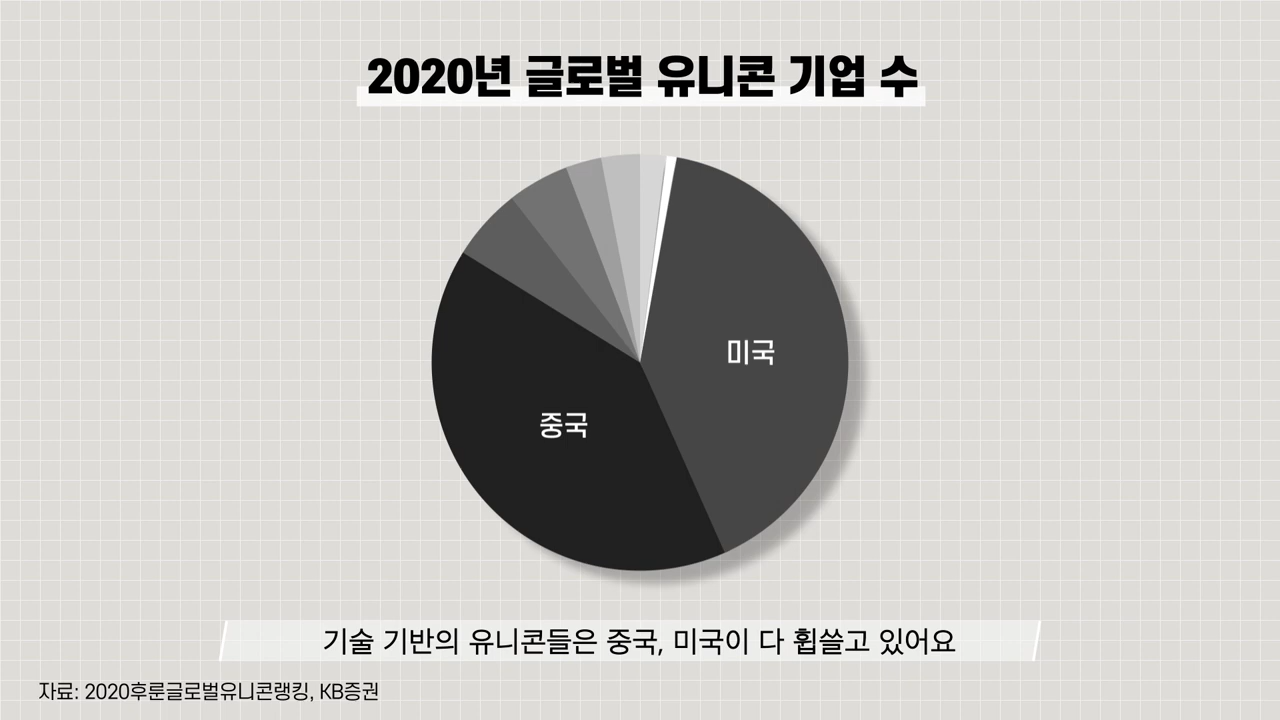 2020년 글로벌 유니콘 기업 수
미국
중국
기술 기반의 유니콘들은 중국, 미국이 다 휩쓸고 있어요
자료: 2020후룬글로벌유니콘랭킹, KB증권